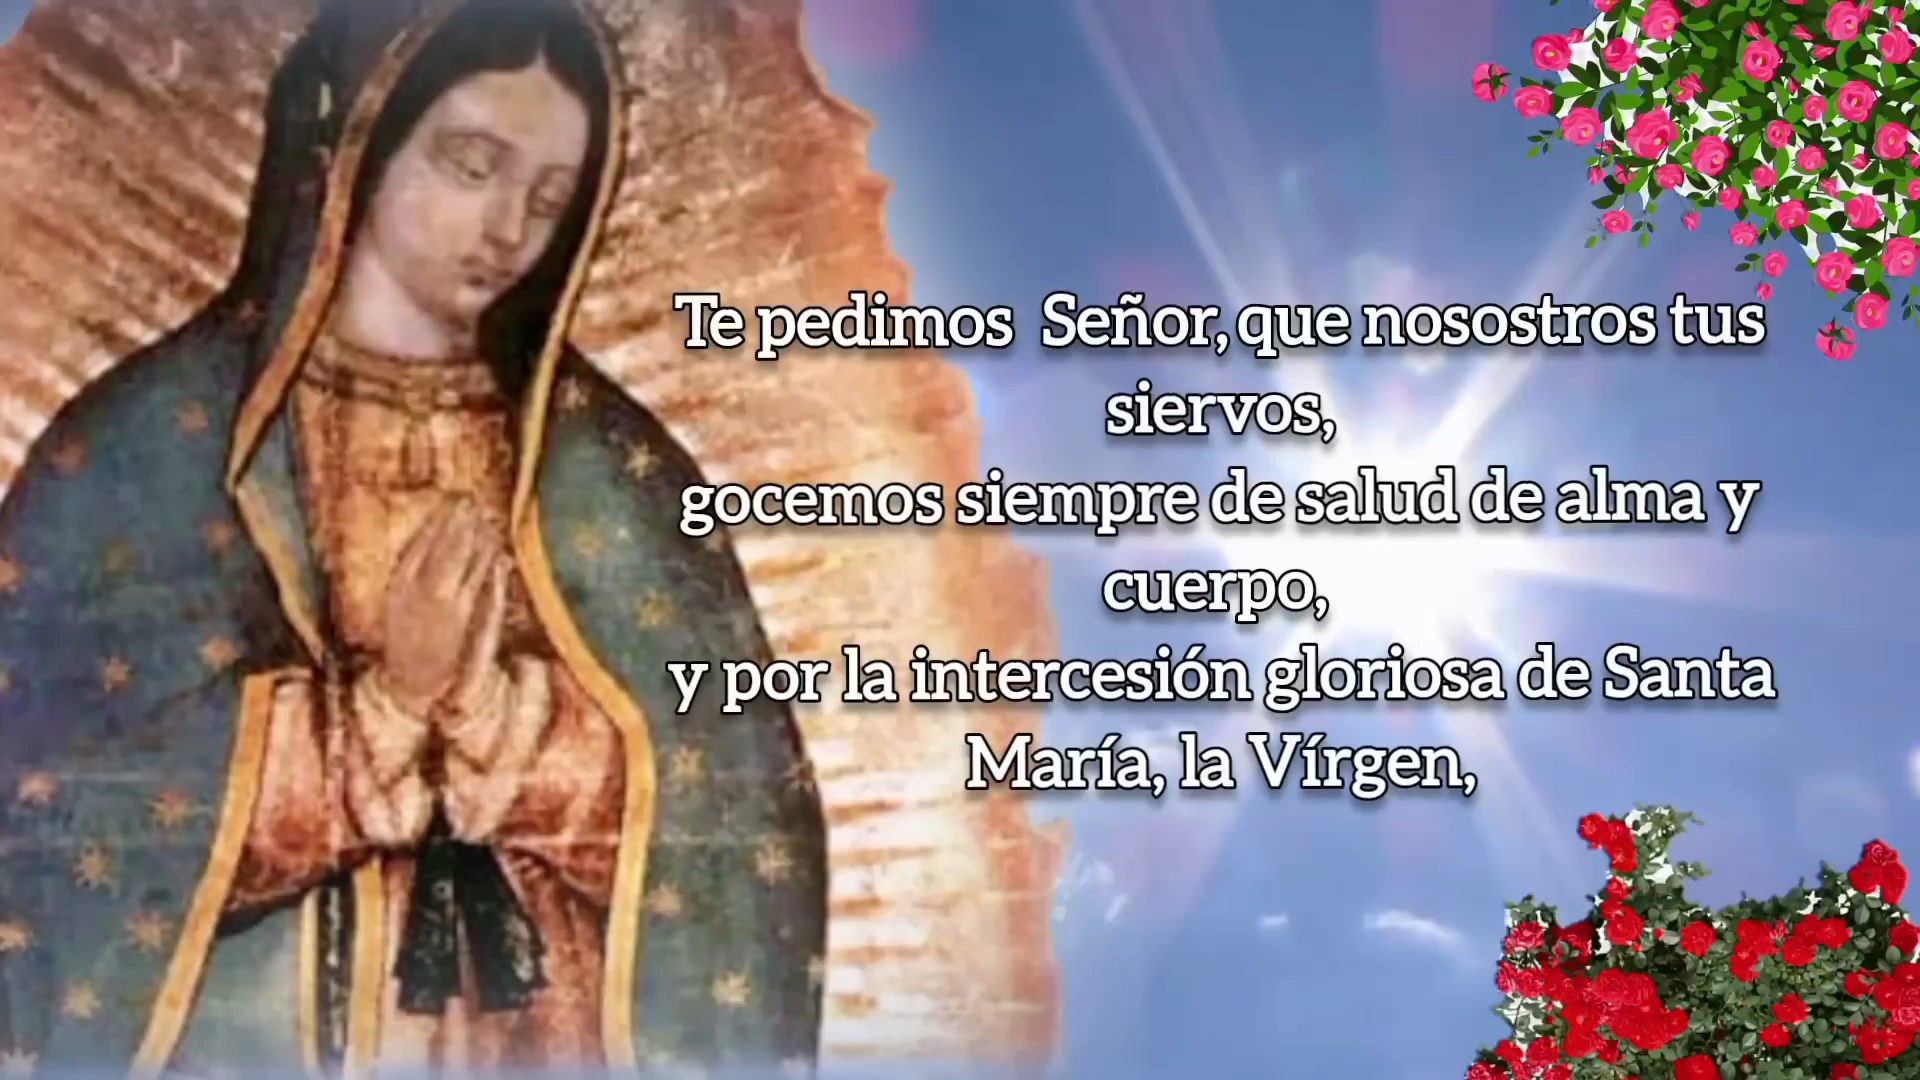 Te pedimos Señor, que nosostros tus
siervos,
gocemos siempre de salud de alma y
cuerpo,
y por la intercesión gloriosa de Santa
María, la Vírgen,